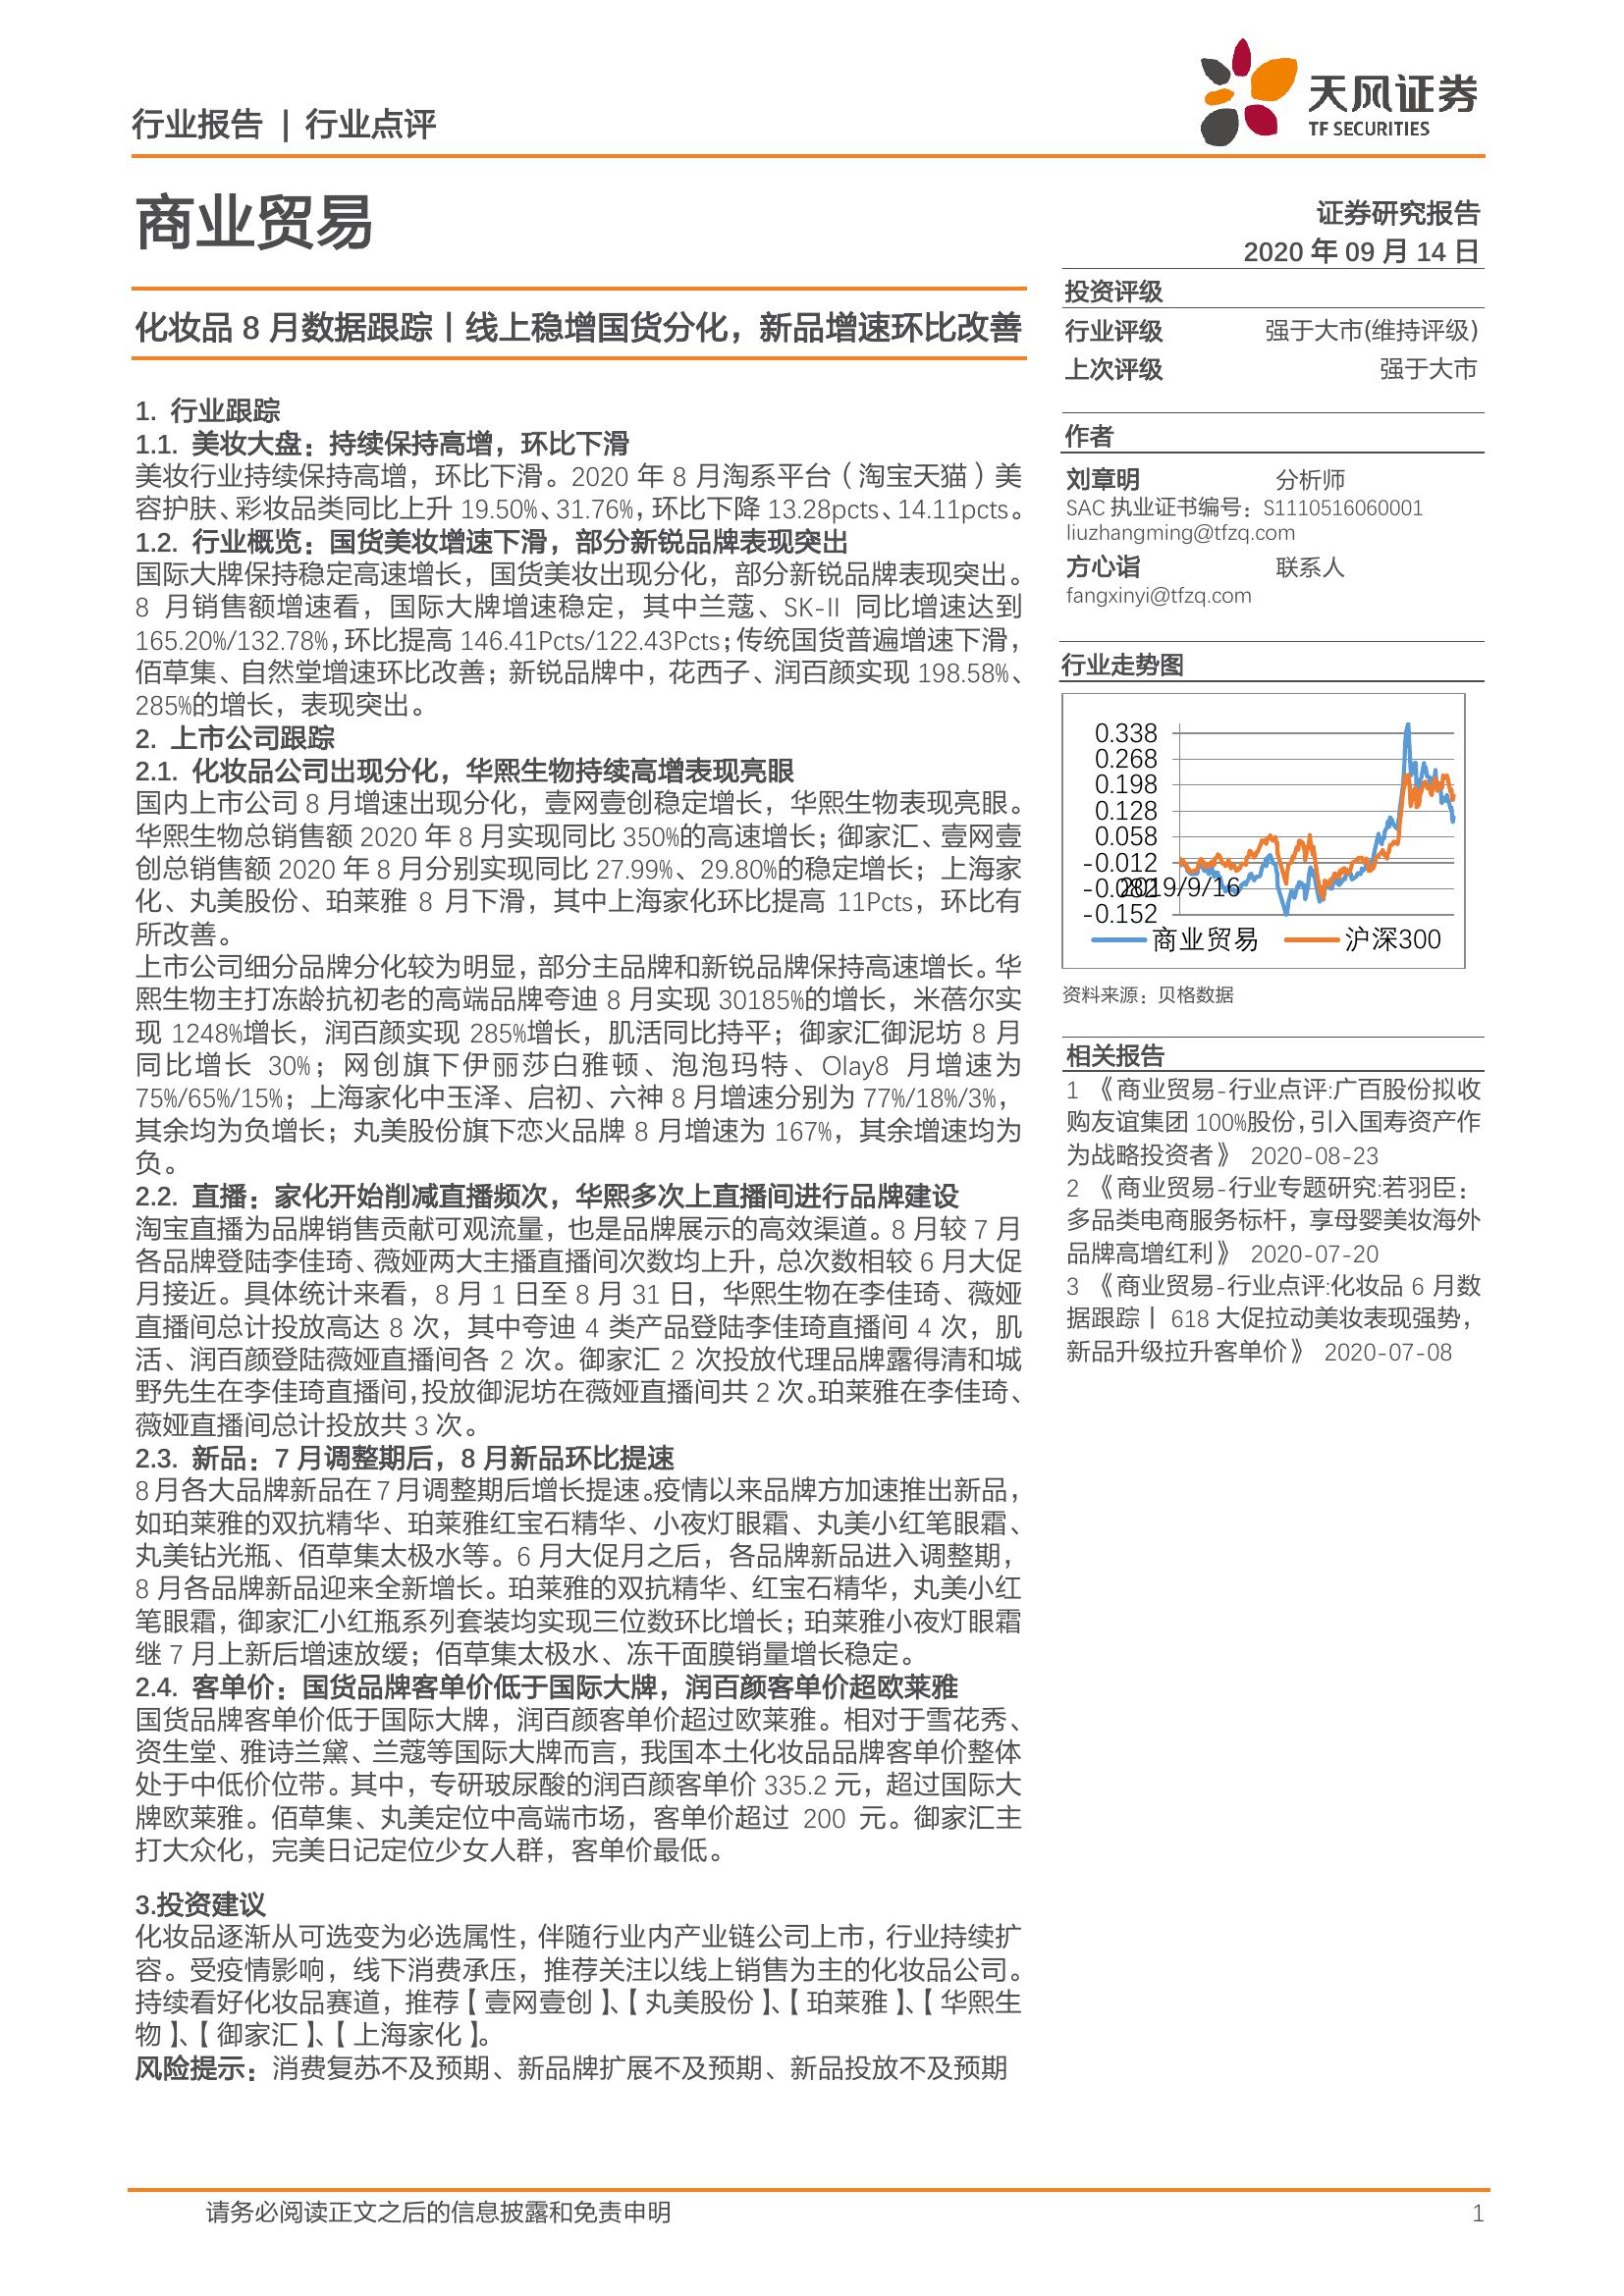 行业报告 | 行业点评
天风证券
TF SECURITIES
商业贸易
证券研究报告
2020 年 09 月 14 日
化妆品 8 月数据跟踪丨线上稳增国货分化，新品增速环比改善
1. 行业跟踪
1.1. 美妆大盘：持续保持高增，环比下滑
美妆行业持续保持高增，环比下滑。2020 年 8 月淘系平台（淘宝天猫）美
容护肤、彩妆品类同比上升 19.50%、31.76%，环比下降 13.28pcts、14.11pcts。
1.2. 行业概览：国货美妆增速下滑，部分新锐品牌表现突出
国际大牌保持稳定高速增长，国货美妆出现分化，部分新锐品牌表现突出。
8 月销售额增速看，国际大牌增速稳定，其中兰蔻、SK-II 同比增速达到
165.20%/132.78%，环比提高 146.41Pcts/122.43Pcts；传统国货普遍增速下滑，
佰草集、自然堂增速环比改善；新锐品牌中，花西子、润百颜实现 198.58%、
285%的增长，表现突出。
2. 上市公司跟踪
2.1. 化妆品公司出现分化，华熙生物持续高增表现亮眼
国内上市公司 8 月增速出现分化，壹网壹创稳定增长，华熙生物表现亮眼。
华熙生物总销售额 2020 年 8 月实现同比 350%的高速增长；御家汇、壹网壹
创总销售额 2020 年 8 月分别实现同比 27.99%、29.80%的稳定增长；上海家
化、丸美股份、珀莱雅 8 月下滑，其中上海家化环比提高 11Pcts，环比有
所改善。
上市公司细分品牌分化较为明显，部分主品牌和新锐品牌保持高速增长。华
熙生物主打冻龄抗初老的高端品牌夸迪 8 月实现 30185%的增长，米蓓尔实
现 1248%增长，润百颜实现 285%增长，肌活同比持平；御家汇御泥坊 8 月
同比增长 30%；网创旗下伊丽莎白雅顿、泡泡玛特、Olay8 月增速为
75%/65%/15%；上海家化中玉泽、启初、六神 8 月增速分别为 77%/18%/3%，
其余均为负增长；丸美股份旗下恋火品牌 8 月增速为 167%，其余增速均为
负。
2.2. 直播：家化开始削减直播频次，华熙多次上直播间进行品牌建设
淘宝直播为品牌销售贡献可观流量，也是品牌展示的高效渠道。8 月较 7 月
各品牌登陆李佳琦、薇娅两大主播直播间次数均上升，总次数相较 6 月大促
月接近。具体统计来看，8 月 1 日至 8 月 31 日，华熙生物在李佳琦、薇娅
直播间总计投放高达 8 次，其中夸迪 4 类产品登陆李佳琦直播间 4 次，肌
活、润百颜登陆薇娅直播间各 2 次。御家汇 2 次投放代理品牌露得清和城
野先生在李佳琦直播间，投放御泥坊在薇娅直播间共 2 次。珀莱雅在李佳琦、
薇娅直播间总计投放共 3 次。
2.3. 新品：7 月调整期后，8 月新品环比提速
8 月各大品牌新品在 7 月调整期后增长提速。疫情以来品牌方加速推出新品，
如珀莱雅的双抗精华、珀莱雅红宝石精华、小夜灯眼霜、丸美小红笔眼霜、
丸美钻光瓶、佰草集太极水等。6 月大促月之后，各品牌新品进入调整期，
8 月各品牌新品迎来全新增长。珀莱雅的双抗精华、红宝石精华，丸美小红
笔眼霜，御家汇小红瓶系列套装均实现三位数环比增长；珀莱雅小夜灯眼霜
继 7 月上新后增速放缓；佰草集太极水、冻干面膜销量增长稳定。
2.4. 客单价：国货品牌客单价低于国际大牌，润百颜客单价超欧莱雅
国货品牌客单价低于国际大牌，润百颜客单价超过欧莱雅。相对于雪花秀、
资生堂、雅诗兰黛、兰蔻等国际大牌而言，我国本土化妆品品牌客单价整体
处于中低价位带。其中，专研玻尿酸的润百颜客单价 335.2 元，超过国际大
牌欧莱雅。佰草集、丸美定位中高端市场，客单价超过 200 元。御家汇主
打大众化，完美日记定位少女人群，客单价最低。
3.投资建议
化妆品逐渐从可选变为必选属性，伴随行业内产业链公司上市，行业持续扩
容。受疫情影响，线下消费承压，推荐关注以线上销售为主的化妆品公司。
持续看好化妆品赛道，推荐【壹网壹创】、【丸美股份】、【珀莱雅】、【华熙生
物】、【御家汇】、【上海家化】。
风险提示：消费复苏不及预期、新品牌扩展不及预期、新品投放不及预期
投资评级
行业评级 强于大市(维持评级)
上次评级 强于大市
作者
刘章明 分析师
SAC 执业证书编号：S1110516060001
liuzhangming@tfzq.com
方心诣 联系人
fangxinyi@tfzq.com
行业走势图
0.338
0.268
0.198
0.128
0.058
-0.012
-0.082
2019/9/16
-0.152
商业贸易 沪深300
资料来源：贝格数据
相关报告
1 《商业贸易-行业点评:广百股份拟收
购友谊集团 100%股份，引入国寿资产作
为战略投资者》 2020-08-23
2 《商业贸易-行业专题研究:若羽臣：
多品类电商服务标杆，享母婴美妆海外
品牌高增红利》 2020-07-20
3 《商业贸易-行业点评:化妆品 6 月数
据跟踪丨 618 大促拉动美妆表现强势，
新品升级拉升客单价》 2020-07-08
请务必阅读正文之后的信息披露和免责申明
1